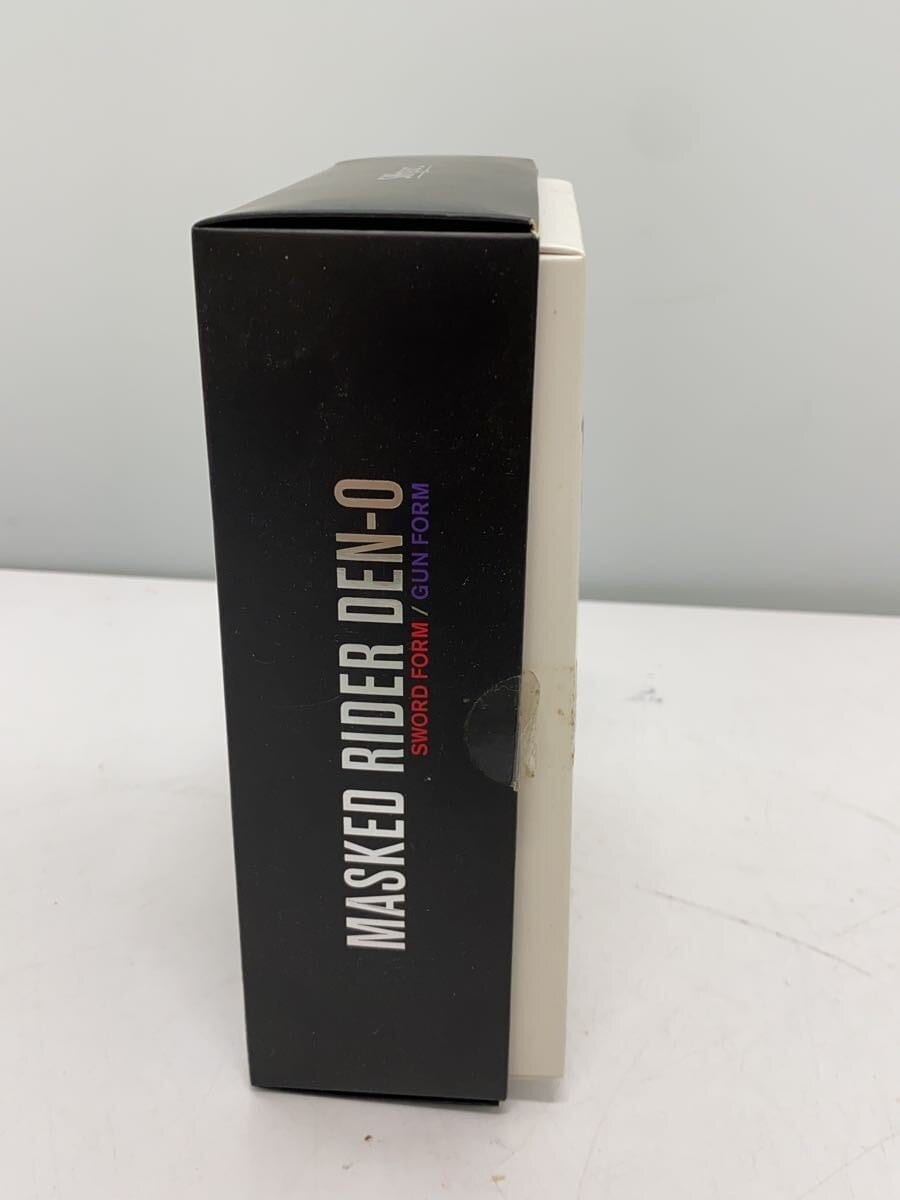 MASKED RIDER DEN-O
SWORD FORM / GUN FORM